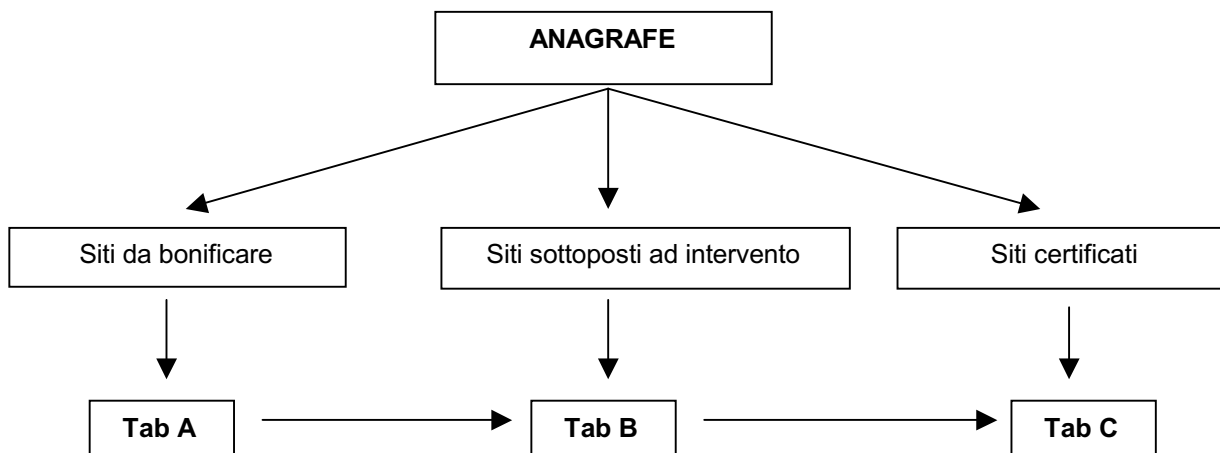 ANAGRAFE
Siti da bonificare
Siti sottoposti ad intervento
Siti certificati
Tab A
Tab B
Tab C